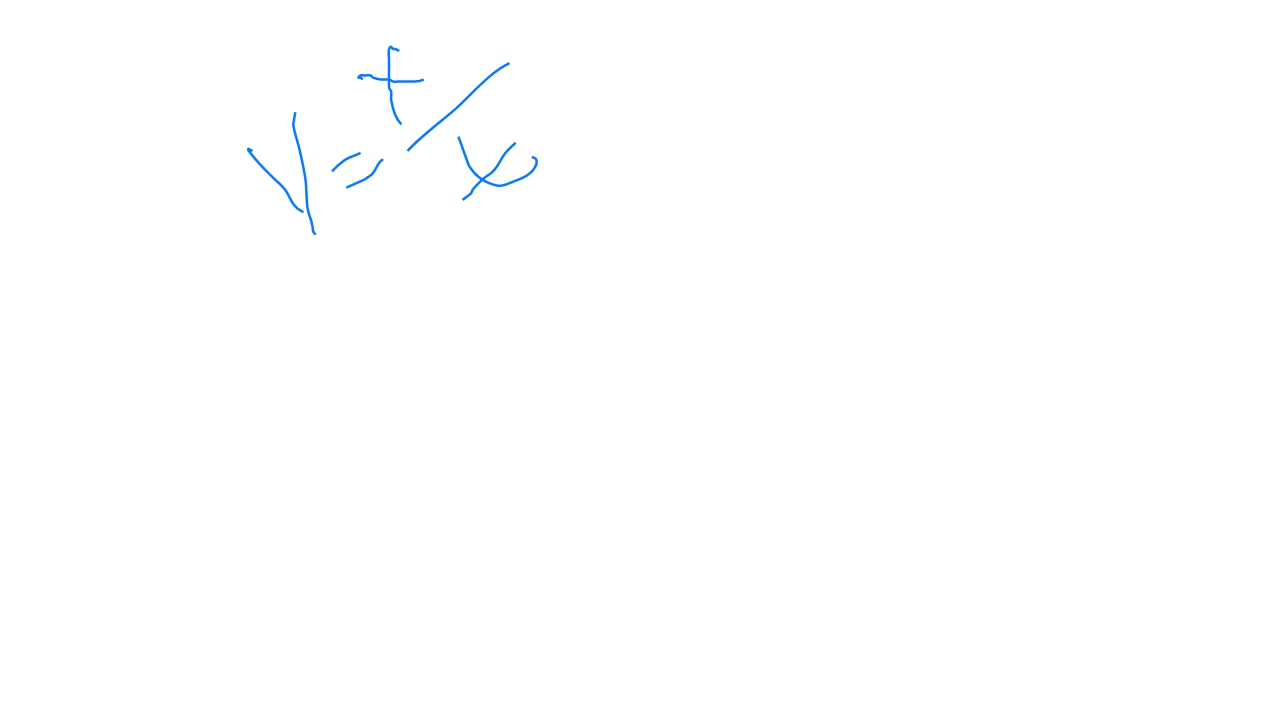 y = t/x